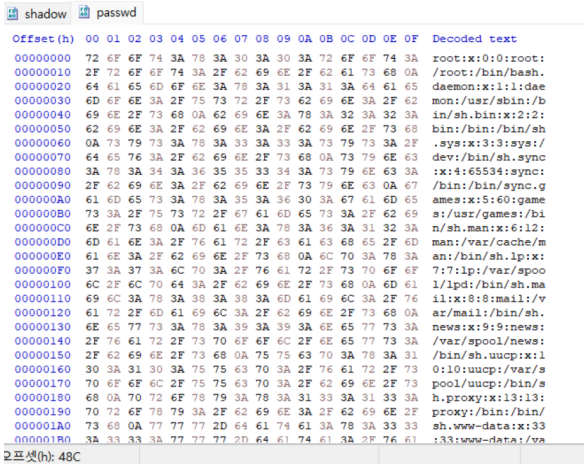 shadow passwd
Offset(h) 00 01 02 03 04 05 06 07 08 09 0A 0B 0C 0D 0E 0F Decoded text
00000000 72 6F 6F 74 3A 78 3A 30 3A 30 3A 72 6F 6F 74 3A root:x:0:0:root:
00000010 2F 72 6F 6F 74 3A 2F 62 69 6E 2F 62 61 73 68 0A /root:/bin/bash.
00000020 64 61 65 6D 6F 6E 3A 78 3A 31 3A 31 3A 64 61 65 daemon:x:1:1:dae
00000030 6D 6F 6E 3A 2F 75 73 72 2F 73 62 69 6E 3A 2F 62 mon:/usr/sbin:/b
00000040 69 6E 2F 73 68 0A 62 69 6E 3A 78 3A 32 3A 32 3A in/sh.bin:x:2:2:
00000050 62 69 6E 3A 2F 62 69 6E 3A 2F 62 69 6E 2F 73 68 bin:/bin:/bin/sh
00000060 0A 73 79 73 3A 78 3A 33 3A 33 3A 73 79 73 3A 2F .sys:x:3:3:sys:/
00000070 64 65 76 3A 2F 62 69 6E 2F 73 68 0A 73 79 6E 63 dev:/bin/sh.sync
00000080 3A 78 3A 34 3A 36 35 35 33 34 3A 73 79 6E 63 3A :x:4:65534:sync:
00000090 2F 62 69 6E 3A 2F 62 69 6E 2F 73 79 6E 63 0A 67 /bin:/bin/sync.g
000000A0 61 6D 65 73 3A 78 3A 35 3A 36 30 3A 67 61 6D 65 ames:x:5:60:game
000000B0 73 3A 2F 75 73 72 2F 67 61 6D 65 73 3A 2F 62 69 s:/usr/games:/bi
000000C0 6E 2F 73 68 0A 6D 61 6E 3A 78 3A 36 3A 31 32 3A n/sh.man:x:6:12:
000000D0 6D 61 6E 3A 2F 76 61 72 2F 63 61 63 68 65 2F 6D man:/var/cache/m
000000E0 61 6E 3A 2F 62 69 6E 2F 73 68 0A 6C 70 3A 78 3A an:/bin/sh.lp:x:
000000F0 37 3A 37 3A 6C 70 3A 2F 76 61 72 2F 73 70 6F 6F 7:7:lp:/var/spoo
00000100 6C 2F 6C 70 64 3A 2F 62 69 6E 2F 73 68 0A 6D 61 l/lpd:/bin/sh.ma
00000110 69 6C 3A 78 3A 38 3A 38 3A 6D 61 69 6C 3A 2F 76 il:x:8:8:mail:/v
00000120 61 72 2F 6D 61 69 6C 3A 2F 62 69 6E 2F 73 68 0A ar/mail:/bin/sh.
00000130 6E 65 77 73 3A 78 3A 39 3A 39 3A 6E 65 77 73 3A news:x:9:9:news:
00000140 2F 76 61 72 2F 73 70 6F 6F 6C 2F 6E 65 77 73 3A /var/spool/news:
00000150 2F 62 69 6E 2F 73 68 0A 75 75 63 70 3A 78 3A 31 /bin/sh.uucp:x:1
00000160 30 3A 31 30 3A 75 75 63 70 3A 2F 76 61 72 2F 73 0:10:uucp:/var/s
00000170 70 6F 6F 6C 2F 75 75 63 70 3A 2F 62 69 6E 2F 73 pool/uucp:/bin/s
00000180 68 0A 70 72 6F 78 79 3A 78 3A 31 33 3A 31 33 3A h.proxy:x:13:13:
00000190 70 72 6F 78 79 3A 2F 62 69 6E 3A 2F 62 69 6E 2F proxy:/bin:/bin/
000001A0 73 68 0A 77 77 77 2D 64 61 74 61 3A 78 3A 33 33 sh.www-data:x:33
000001B0 3A 33 33 3A 77 77 77 2D 64 61 74 61 3A 2F 76 61 :33:www-data:/va
오프셋(h): 48C